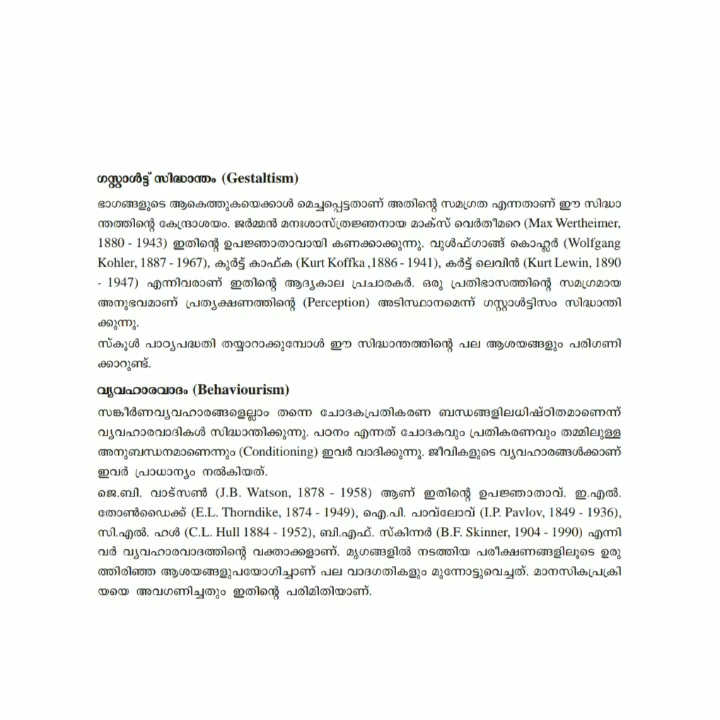 ഗസ്റ്റാൾട്ട് സിദ്ധാന്തം (Gestaltism)
ഭാഗങ്ങളുടെ ആകെത്തുകയെക്കാൾ മെച്ചപ്പെട്ടതാണ് അതിന്റെ സമഗ്രത എന്നതാണ് ഈ സിദ്ധാ
ന്തത്തിന്റെ കേന്ദ്രാശയം. ജർമ്മൻ മനഃശാസ്ത്രജ്ഞനായ മാക്സ് വെർതീമറെ (Max Wertheimer,
1880 - 1943) ഇതിന്റെ ഉപജ്ഞാതാവായി കണക്കാക്കുന്നു. വുൾഫ്ഗാങ്ങ് കൊഹ്ലർ (Wolfgang
Kohler, 1887 - 1967), കുർട്ട് കാഫ്ക (Kurt Koffka ,1886 - 1941), കർട്ട് ലെവിൻ (Kurt Lewin, 1890
- 1947) എന്നിവരാണ് ഇതിന്റെ ആദ്യകാല പ്രചാരകർ. ഒരു പ്രതിഭാസത്തിന്റെ സമഗ്രമായ
അനുഭവമാണ് പ്രത്യക്ഷണത്തിന്റെ (Perception) അടിസ്ഥാനമെന്ന് ഗസ്റ്റാൾട്ടിസം സിദ്ധാന്തി
ക്കുന്നു.
സ്കൂൾ പാഠ്യപദ്ധതി തയ്യാറാക്കുമ്പോൾ ഈ സിദ്ധാന്തത്തിന്റെ പല ആശയങ്ങളും പരിഗണി
ക്കാറുണ്ട്.
വ്യവഹാരവാദം (Behaviourism)
സങ്കീർണവ്യവഹാരങ്ങളെല്ലാം തന്നെ ചോദകപ്രതികരണ ബന്ധങ്ങളിലധിഷ്ഠിതമാണെന്ന്
വ്യവഹാരവാദികൾ സിദ്ധാന്തിക്കുന്നു. പഠനം എന്നത് ചോദകവും പ്രതികരണവും തമ്മിലുള്ള
അനുബന്ധനമാണെന്നും (Conditioning) ഇവർ വാദിക്കുന്നു. ജീവികളുടെ വ്യവഹാരങ്ങൾക്കാണ്
ഇവർ പ്രാധാന്യം നൽകിയത്.
ജെ.ബി. വാട്സൺ (J.B. Watson, 1878 - 1958) ആണ് ഇതിന്റെ ഉപജ്ഞാതാവ്. ഇ.എൽ.
തോൺഡൈക്ക് (E.L. Thorndike, 1874 - 1949), ഐ.പി. പാവ്‌ലോവ് (I.P. Pavlov, 1849 - 1936),
സി.എൽ. ഹൾ (C.L. Hull 1884 - 1952), ബി.എഫ്. സ്കിന്നർ (B.F. Skinner, 1904 - 1990) എന്നി
വർ വ്യവഹാരവാദത്തിന്റെ വക്താക്കളാണ്. മൃഗങ്ങളിൽ നടത്തിയ പരീക്ഷണങ്ങളിലൂടെ ഉരു
ത്തിരിഞ്ഞ ആശയങ്ങളുപയോഗിച്ചാണ് പല വാദഗതികളും മുന്നോട്ടുവെച്ചത്. മാനസികപ്രക്രി
യയെ അവഗണിച്ചതും ഇതിന്റെ പരിമിതിയാണ്.